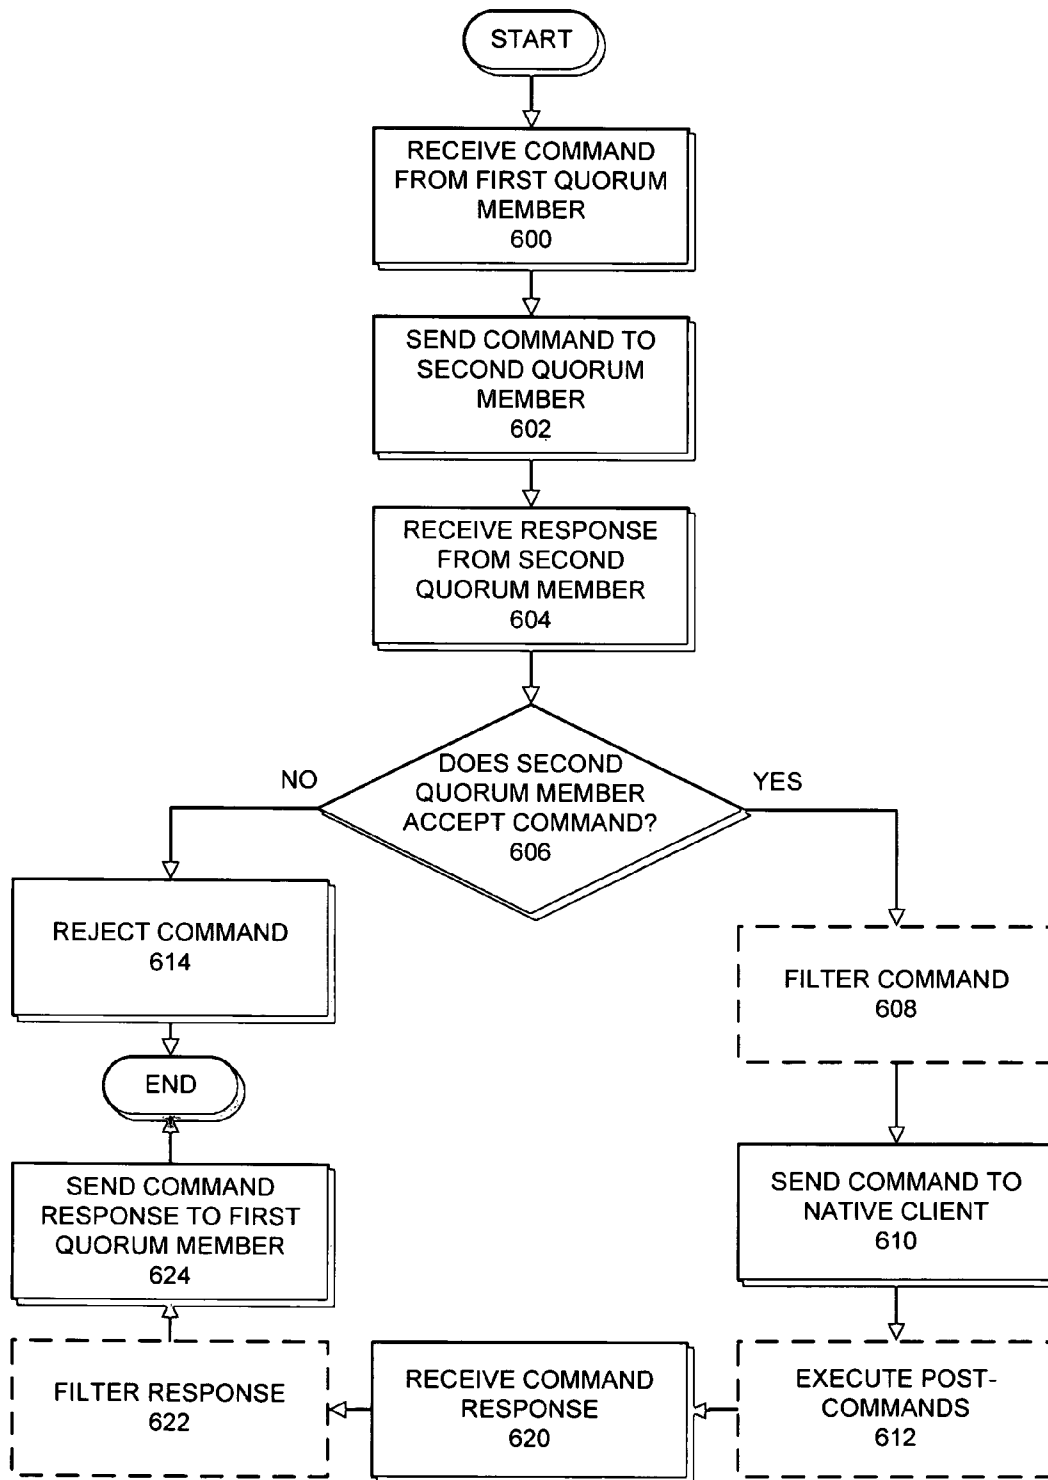 START
RECEIVE COMMAND
FROM FIRST QUORUM
MEMBER
600
SEND COMMAND TO
SECOND QUORUM
MEMBER
602
RECEIVE RESPONSE
FROM SECOND
QUORUM MEMBER
604
DOES SECOND
QUORUM MEMBER
ACCEPT COMMAND?
606
NO
YES
REJECT COMMAND
614
END
FILTER COMMAND
608
SEND COMMAND TO
NATIVE CLIENT
610
EXECUTE POST-
COMMANDS
612
RECEIVE COMMAND
RESPONSE
620
FILTER RESPONSE
622
SEND COMMAND
RESPONSE TO FIRST
QUORUM MEMBER
624